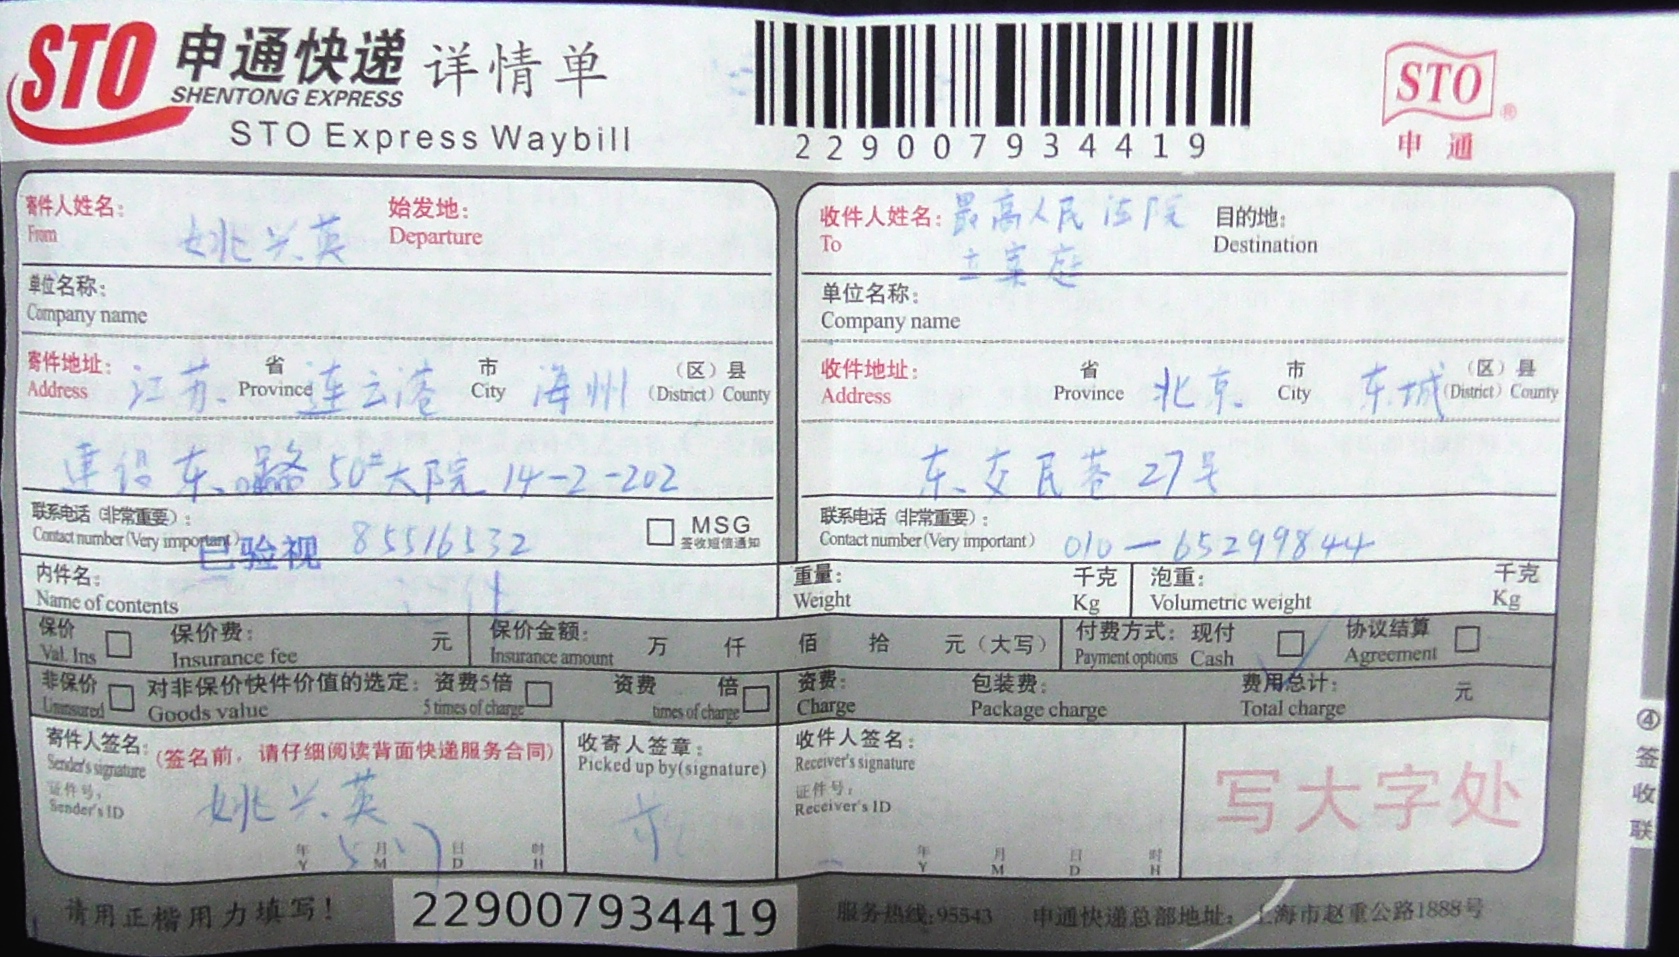 STO 申通快递 详情单
SHENTONG EXPRESS
STO Express Waybill
229007934419
STO ®
申通
寄件人姓名: 姚兴英 始发地:
From Departure
单位名称:
Company name
寄件地址: 江苏 省 连云港 市 海州 (区)县
Address Province City (District) County
建设东路50#大院14-2-202
联系电话(非常重要): 85516532
Contact number(Very important)
已验视
MSG
签收短信通知
收件人姓名: 最高人民法院 目的地:
To 立案庭 Destination
单位名称:
Company name
收件地址: 省 北京 市 东城 (区)县
Address Province City (District) County
东交民巷27号
联系电话(非常重要):
Contact number(Very important) 010-65299844
内件名:
Name of contents
重量: 千克
Weight Kg
泡重: 千克
Volumetric weight Kg
保价 保价费: 元 保价金额: 万 仟 佰 拾 元(大写)
Val. Ins Insurance fee Insurance amount
付款方式: 现付 协议结算
Payment options Cash Agreement
非保价 对非保价快件价值的选定: 资费5倍 资费 倍
Uninsured Goods value 5 times of charge times of charge
资费: 包装费: 费用总计: 元
Charge Package charge Total charge
寄件人签名: (签名前,请仔细阅读背面快递服务合同)
Sender's signature
证件号: 姚兴英
Sender's ID
年 月 日 时
Y M D H
收寄人签章:
Picked up by(signature)
收件人签名:
Receiver's signature
证件号:
Receiver's ID
年 月 日 时
Y M D H
写大字处
④签收联
请用正楷用力填写!
229007934419
服务热线:95543 申通快递总部地址: 上海市赵重公路1888号